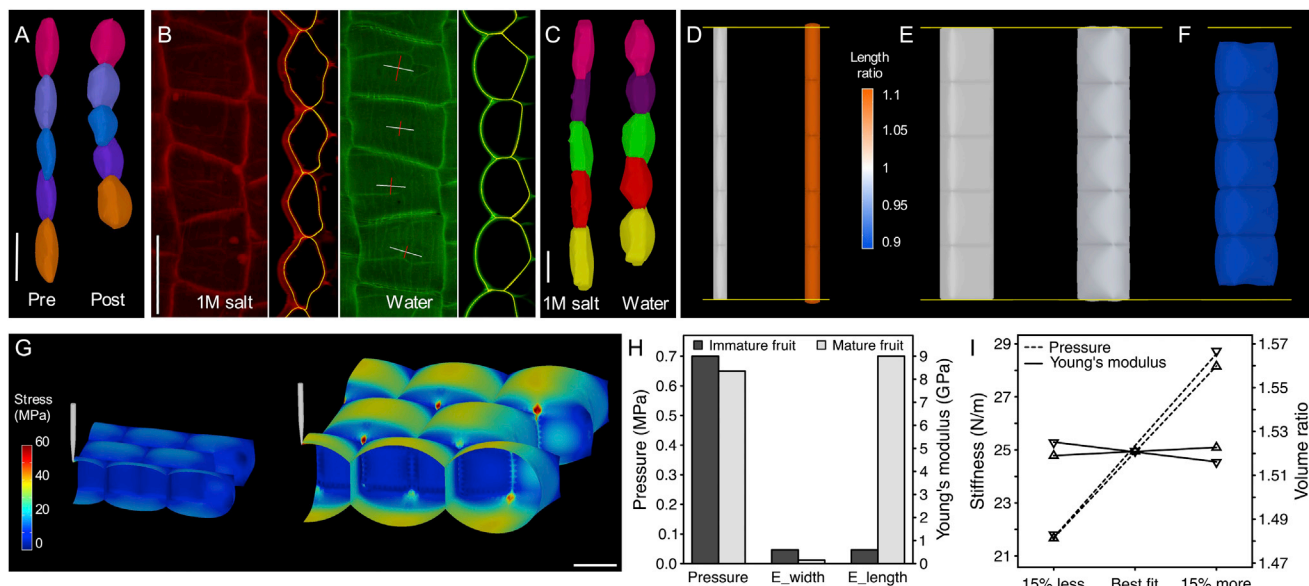 A
Pre
Post
B
1M salt
Water
C
1M salt
Water
D
Length
ratio
1.1
1.05
1
0.95
0.9
E
F
G
Stress
(MPa)
60
40
20
0
H
Immature fruit
Mature fruit
Pressure (MPa)
0.7
0.6
0.5
0.4
0.3
0.2
0.1
0.0
Pressure
E_width
E_length
9
8
7
6
5
4
3
2
1
0
Young's modulus (GPa)
I
Pressure
Young's modulus
Stiffness (N/m)
29
27
25
23
21
15% less
Best fit
15% more
1.57
1.55
1.53
1.51
1.49
1.47
Volume ratio